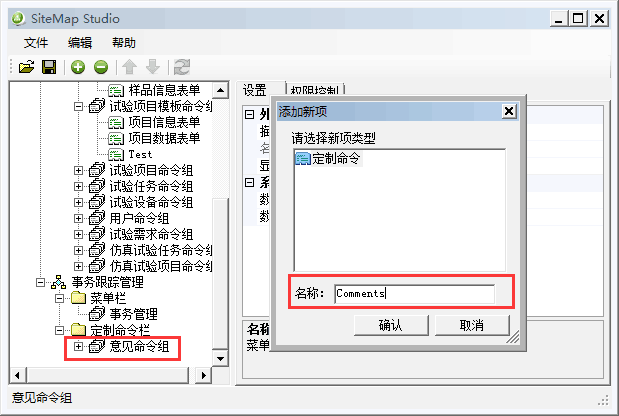 SiteMap Studio
文件 编辑 帮助
样品信息表单
试验项目模板命令组
项目信息表单
项目数据表单
Test
试验项目命令组
试验任务命令组
试验设备命令组
用户命令组
试验需求命令组
仿真试验任务命令组
仿真试验项目命令组
事务跟踪管理
菜单栏
事务管理
定制命令栏
意见命令组
设置 权限控制
添加新项
请选择新项类型
定制命令
名称: Comments
确认 取消
外
名
显
系
数
数
名称
菜单
意见命令组